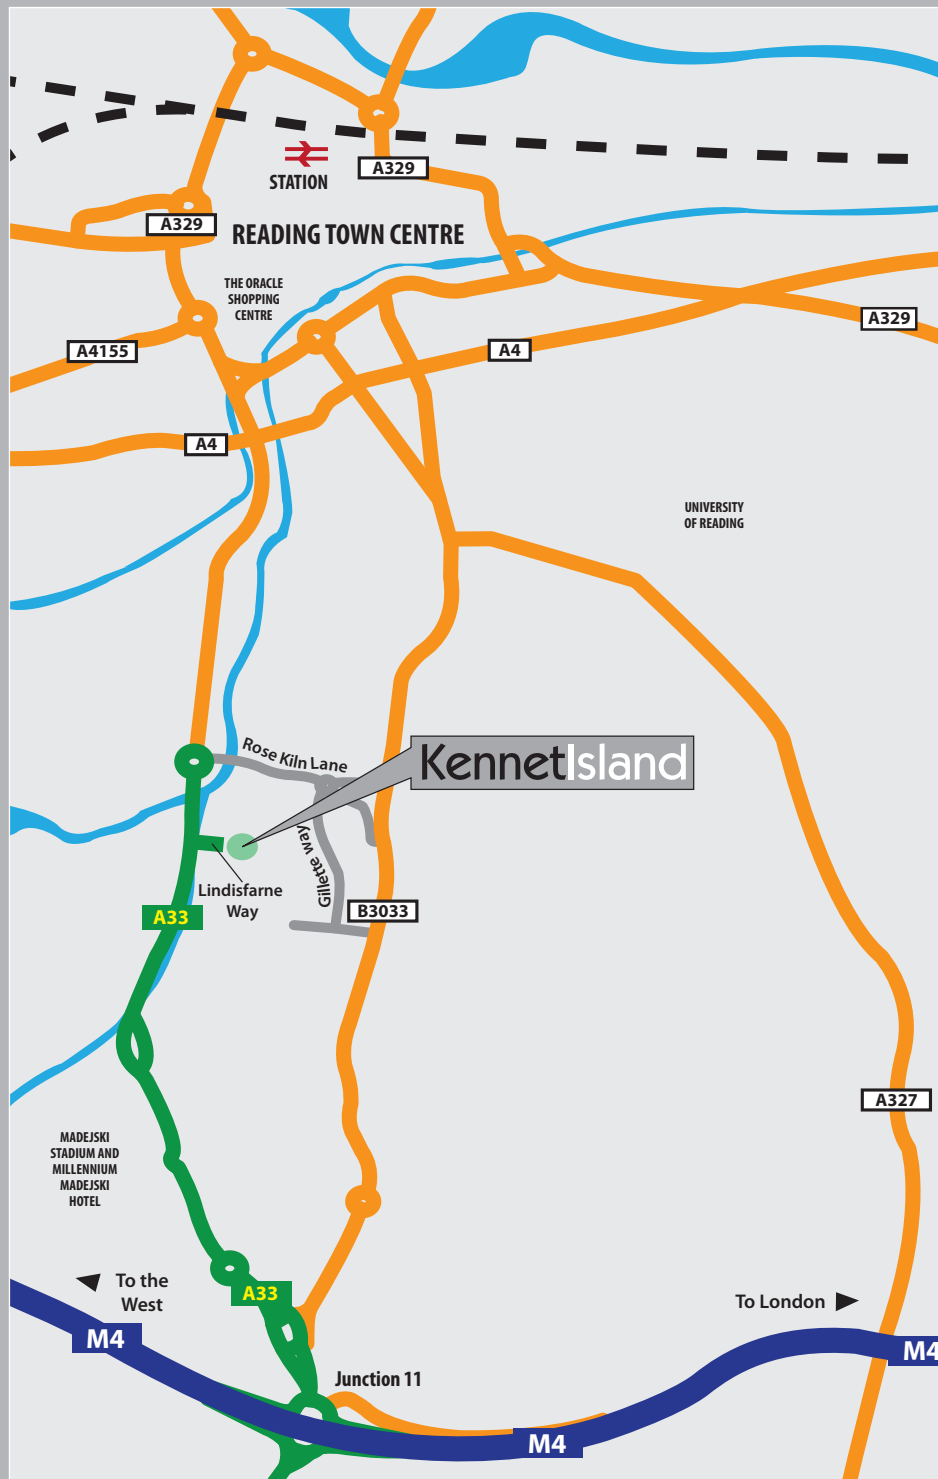 A329
STATION
A329
READING TOWN CENTRE
THE ORACLE
SHOPPING
CENTRE
A329
A4155
A4
A4
UNIVERSITY
OF READING
Rose Kiln Lane
KennetIsland
Gillette way
Lindisfarne
Way
A33
B3033
A327
MADEJSKI
STADIUM AND
MILLENNIUM
MADEJSKI
HOTEL
To the
West
A33
To London
M4
M4
Junction 11
M4